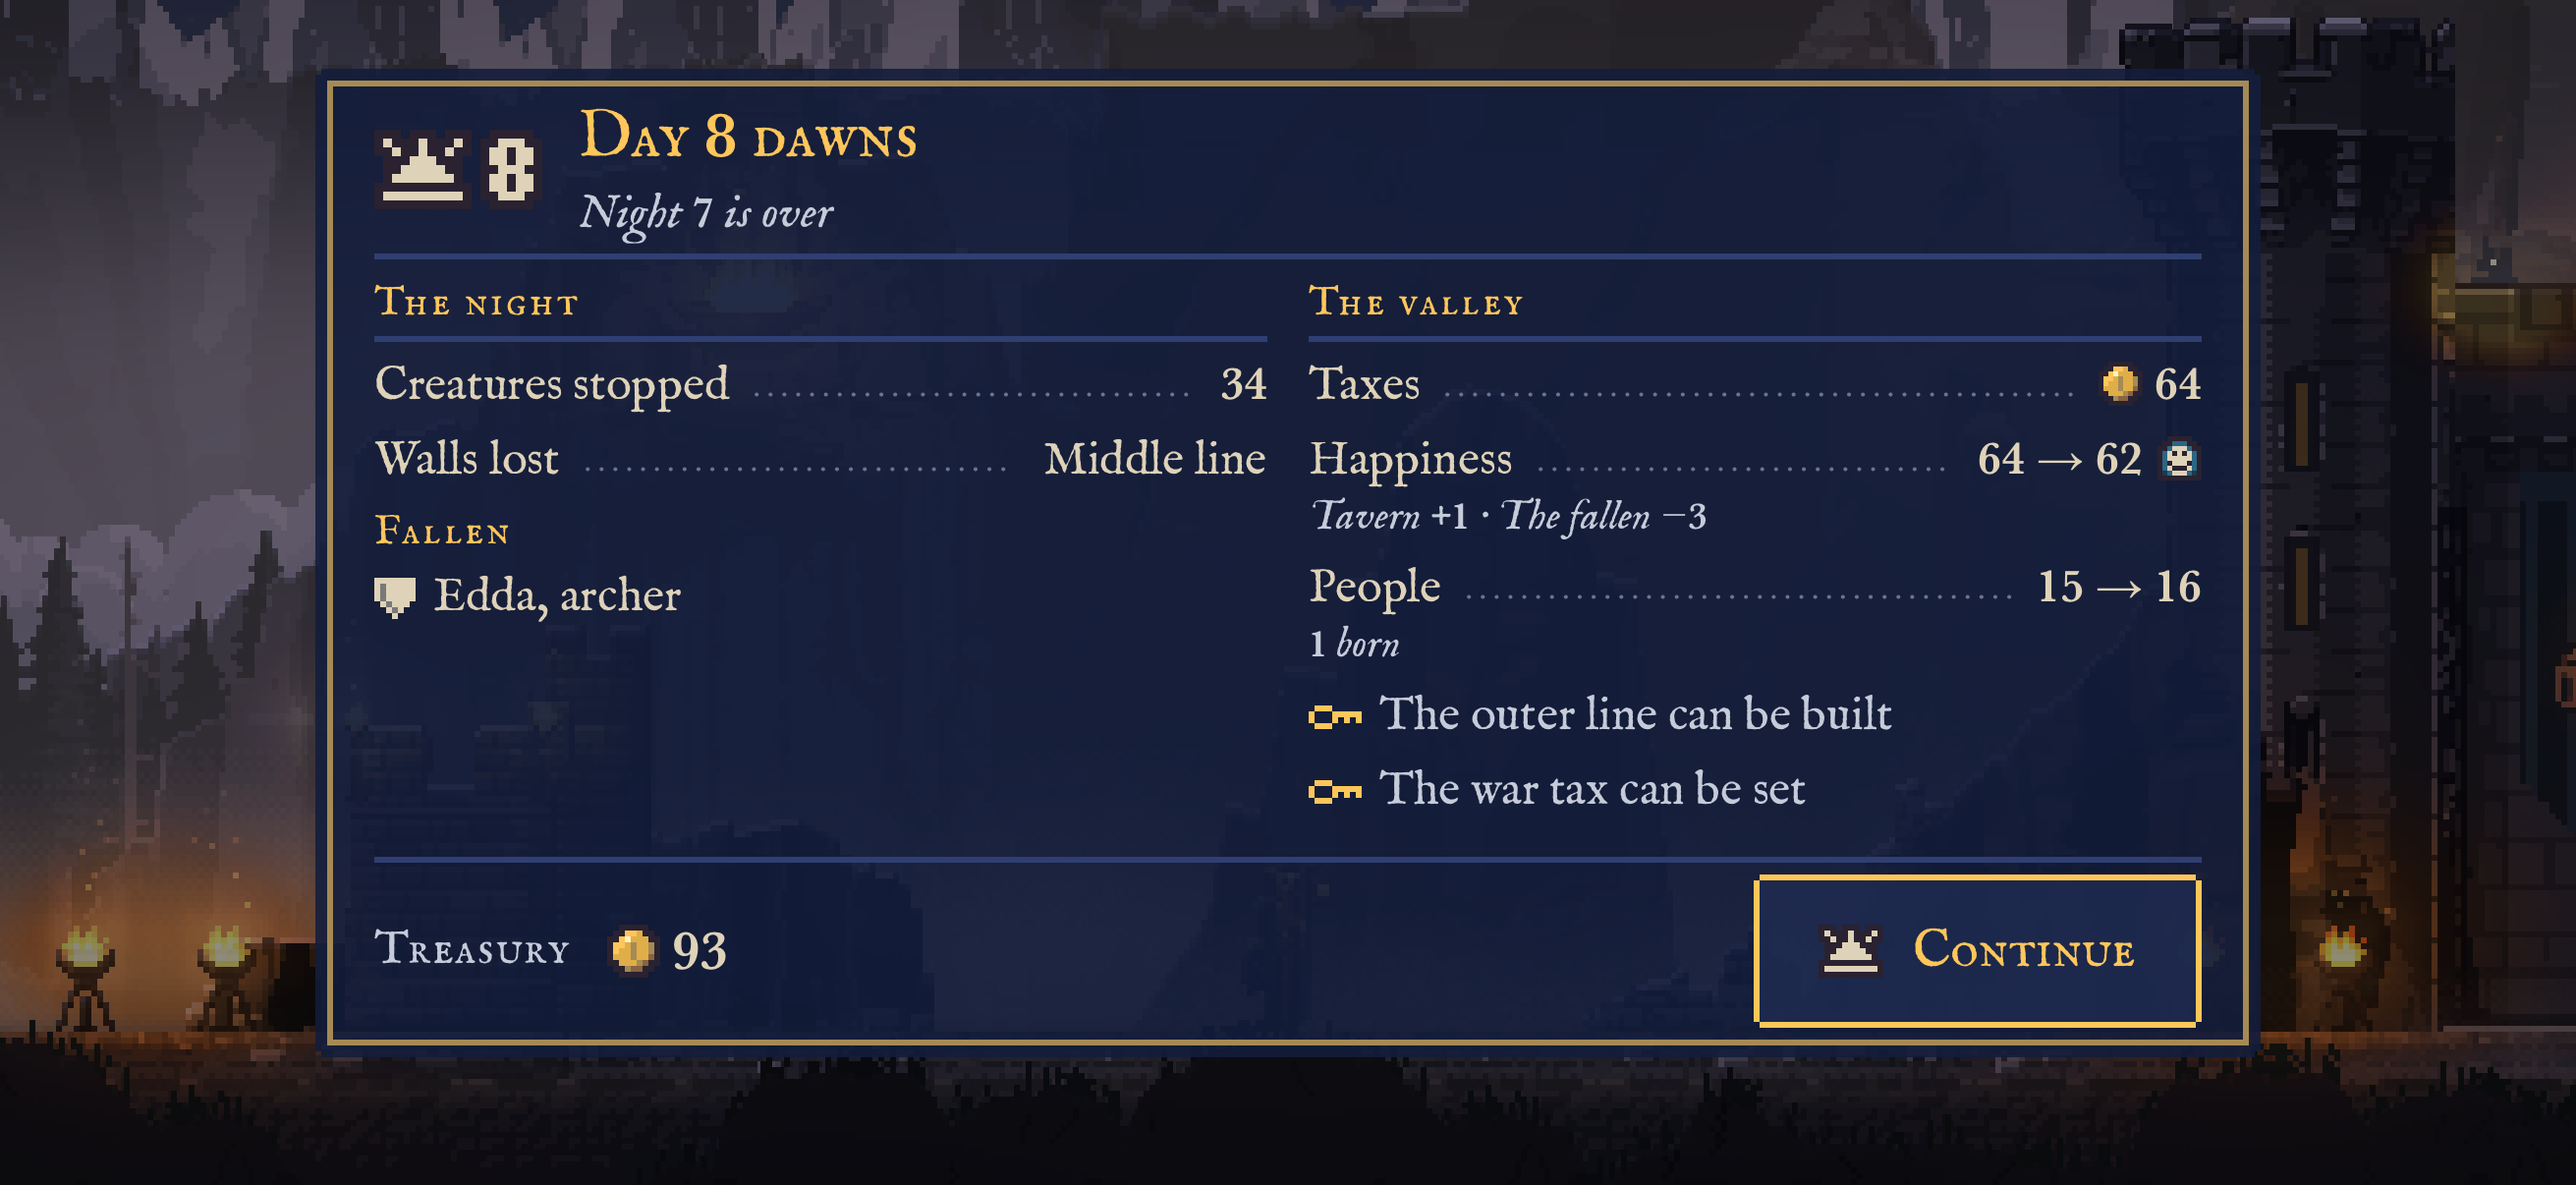 8
Day 8 dawns
Night 7 is over
The night
Creatures stopped 34
Walls lost Middle line
Fallen
Edda, archer
The valley
Taxes 64
Happiness 64 → 62
Tavern +1 · The fallen −3
People 15 → 16
1 born
The outer line can be built
The war tax can be set
Treasury 93
Continue